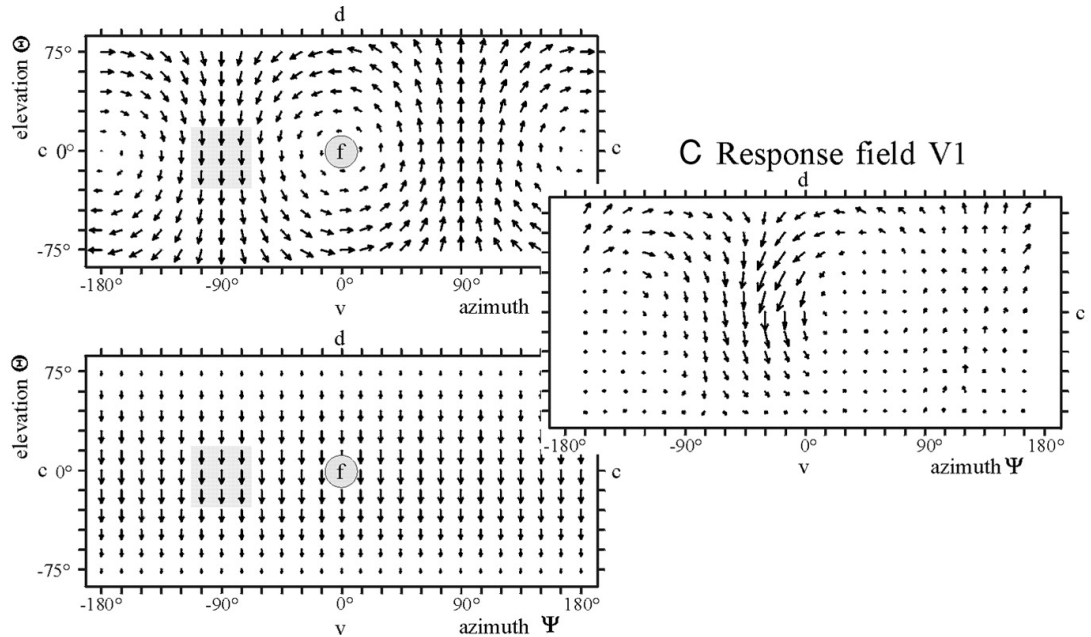 d
75°
elevation Θ
c 0°
f
-75°
-180° -90° 0° 90°
v azimuth
c
C Response field V1
d
c
-180° -90° 0° 90° 180°
v azimuth Ψ
d
75°
elevation Θ
c 0°
f
c
-75°
-180° -90° 0° 90° 180°
v azimuth Ψ